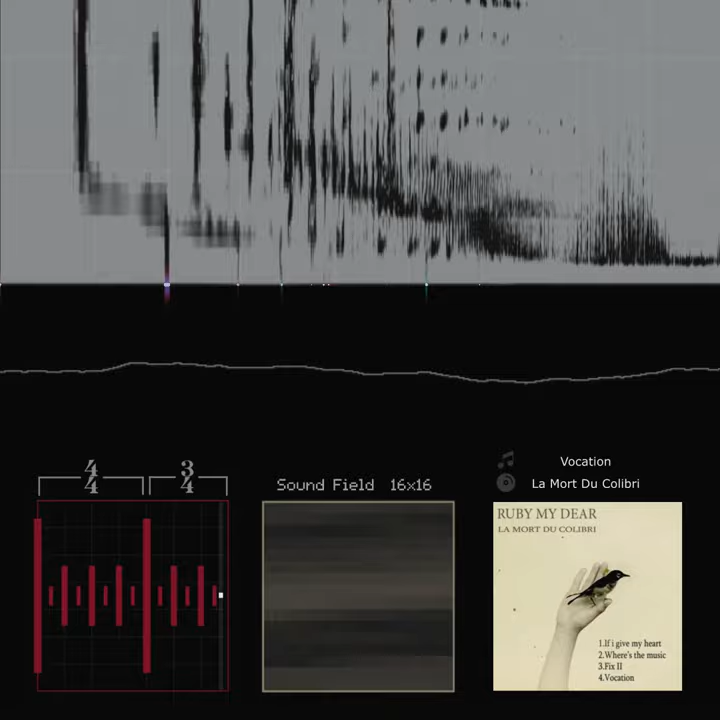 4
4
3
4
Sound Field 16x16
Vocation
La Mort Du Colibri
RUBY MY DEAR
LA MORT DU COLIBRI
1.If i give my heart
2.Where's the music
3.Fix II
4.Vocation